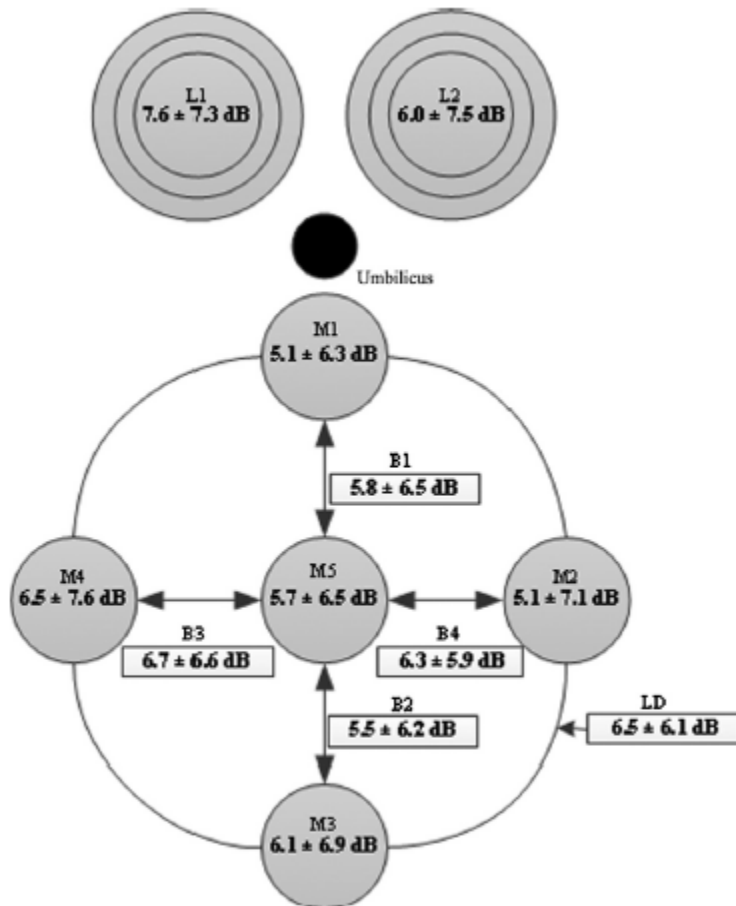 L1
7.6 ± 7.3 dB
L2
6.0 ± 7.5 dB
Umbilicus
M1
5.1 ± 6.3 dB
B1
5.8 ± 6.5 dB
M4
6.5 ± 7.6 dB
M5
5.7 ± 6.5 dB
M2
5.1 ± 7.1 dB
B3
6.7 ± 6.6 dB
B4
6.3 ± 5.9 dB
B2
5.5 ± 6.2 dB
LD
6.5 ± 6.1 dB
M3
6.1 ± 6.9 dB